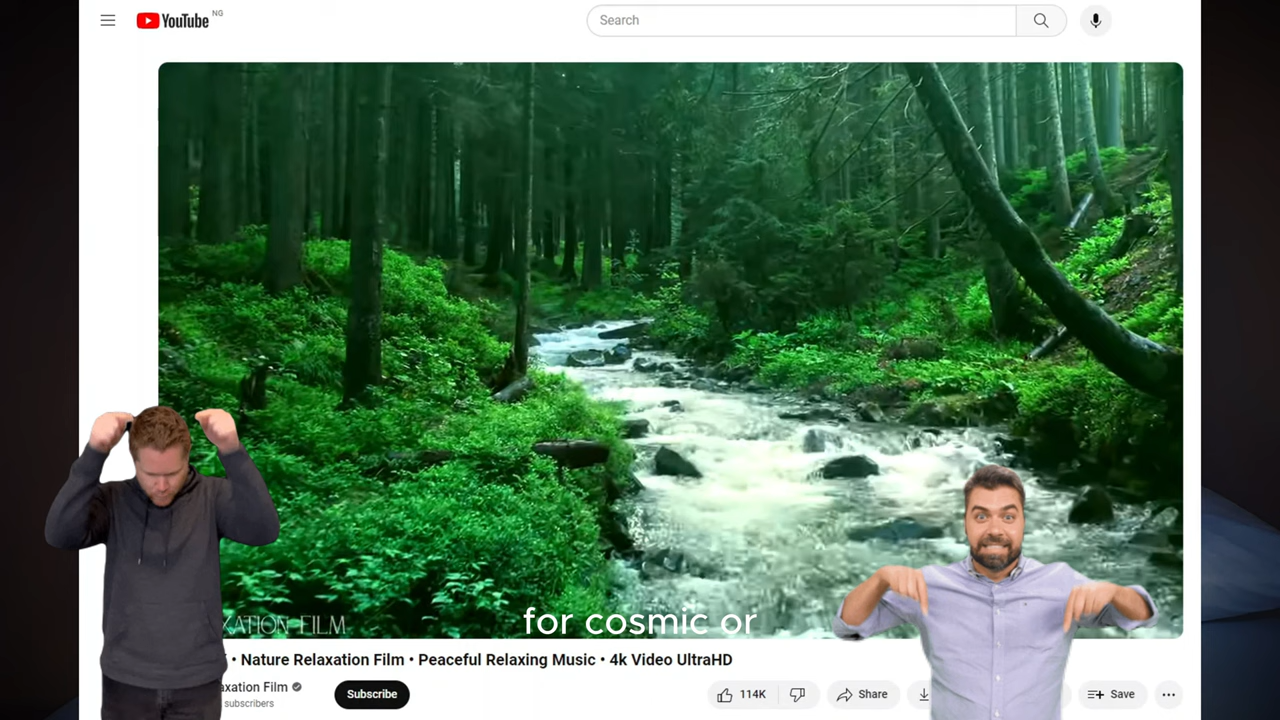 YouTube NG
Search
for cosmic or
XATION FILM
• Nature Relaxation Film • Peaceful Relaxing Music • 4k Video UltraHD
axation Film
subscribers
Subscribe
114K
Share
Save